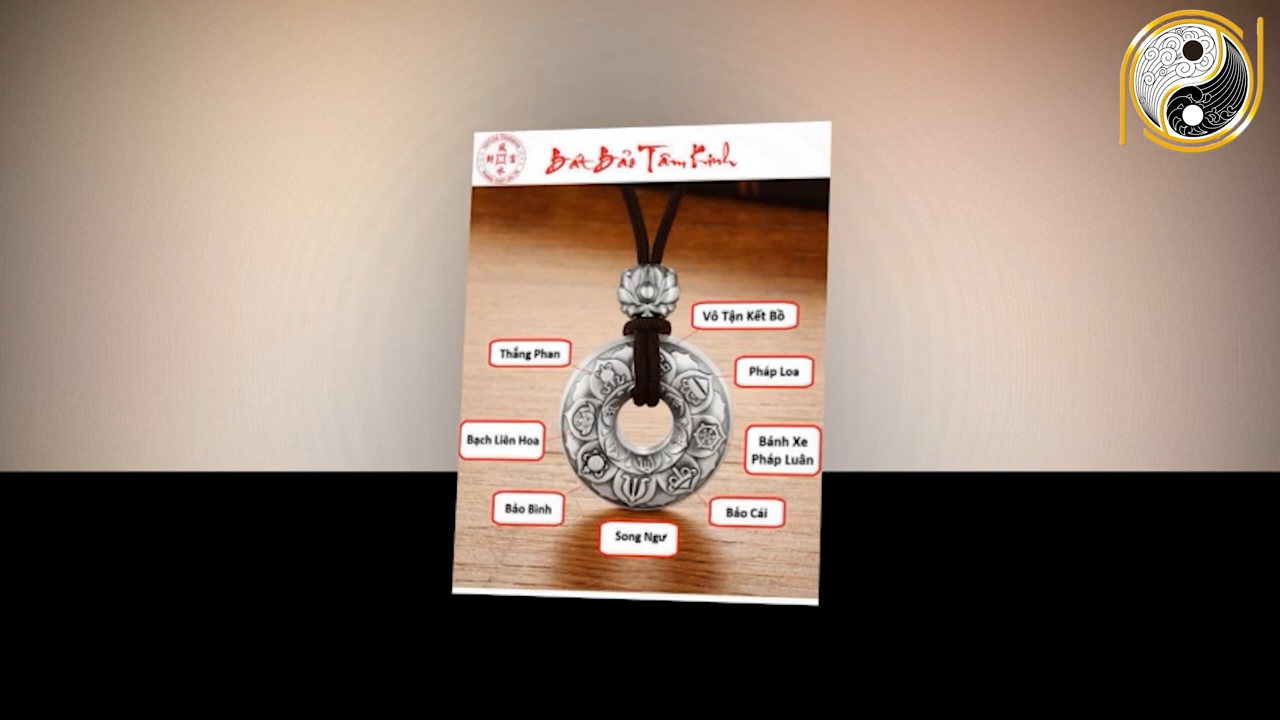 Bát Bảo Tâm Kinh
Vô Tận Kết Bồ
Thắng Phan
Pháp Loa
Bạch Liên Hoa
Bánh Xe
Pháp Luân
Bảo Bình
Bảo Cái
Song Ngư